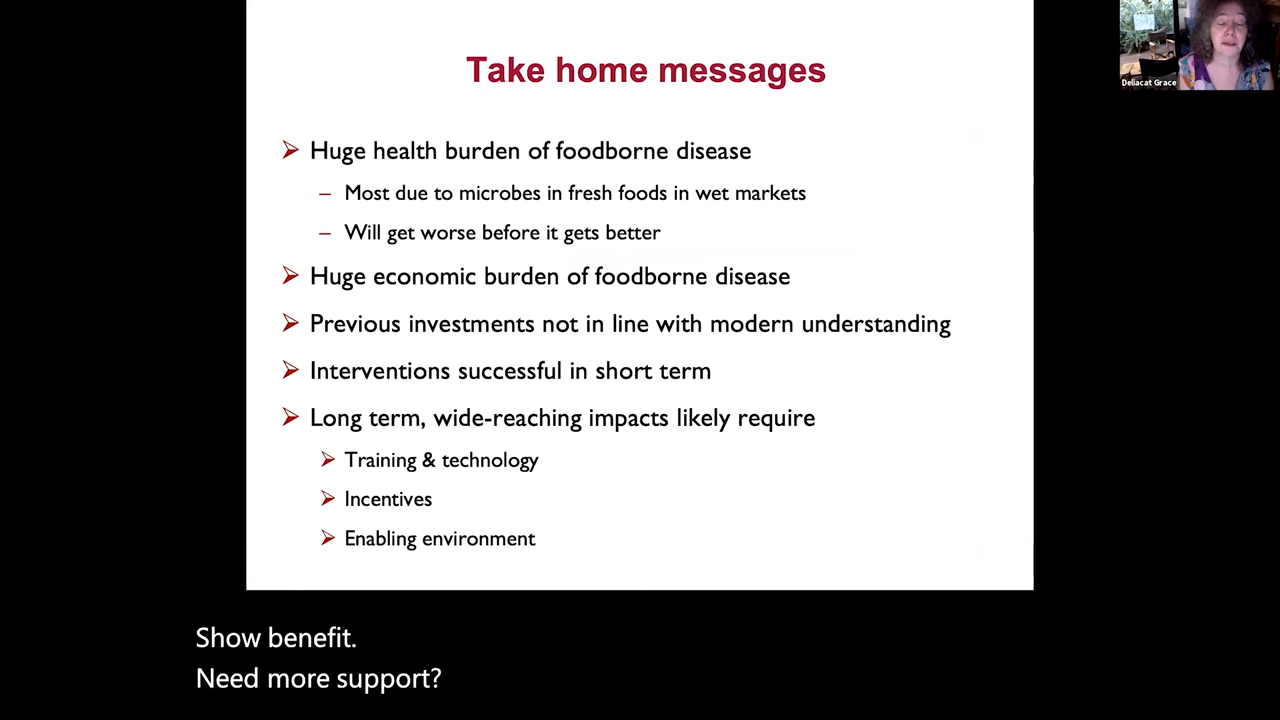 Take home messages
➢ Huge health burden of foodborne disease
– Most due to microbes in fresh foods in wet markets
– Will get worse before it gets better
➢ Huge economic burden of foodborne disease
➢ Previous investments not in line with modern understanding
➢ Interventions successful in short term
➢ Long term, wide-reaching impacts likely require
➢ Training & technology
➢ Incentives
➢ Enabling environment
Deliacat Grace
Show benefit.
Need more support?